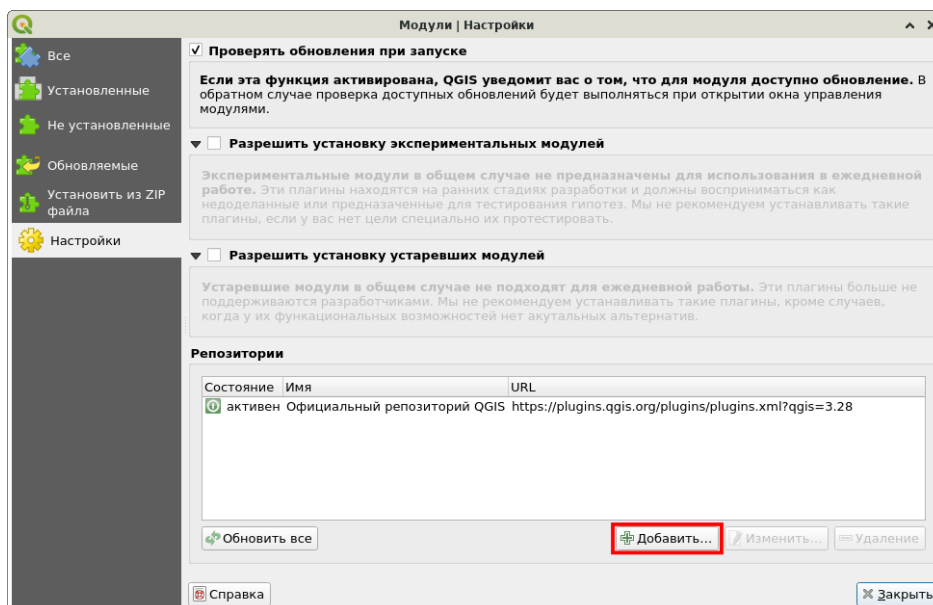 Модули | Настройки
Все
Установленные
Не установленные
Обновляемые
Установить из ZIP
файла
Настройки
Проверять обновления при запуске
Если эта функция активирована, QGIS уведомит вас о том, что для модуля доступно обновление. В
обратном случае проверка доступных обновлений будет выполняться при открытии окна управления
модулями.
Разрешить установку экспериментальных модулей
Экспериментальные модули в общем случае не предназначены для использования в ежедневной
работе. Эти плагины находятся на ранних стадиях разработки и должны восприниматься как
недоделанные или предназаченные для тестирования гипотез. Мы не рекомендуем устанавливать такие
плагины, если у вас нет цели специально их протестировать.
Разрешить установку устаревших модулей
Устаревшие модули в общем случае не подходят для ежедневной работы. Эти плагины больше не
поддерживаются разработчиками. Мы не рекомендуем устанавливать такие плагины, кроме случаев,
когда у их функциональных возможностей нет акутальных альтернатив.
Репозитории
Состояние Имя URL
активен Официальный репозиторий QGIS https://plugins.qgis.org/plugins/plugins.xml?qgis=3.28
Обновить все Добавить... Изменить... Удаление
Справка Закрыть